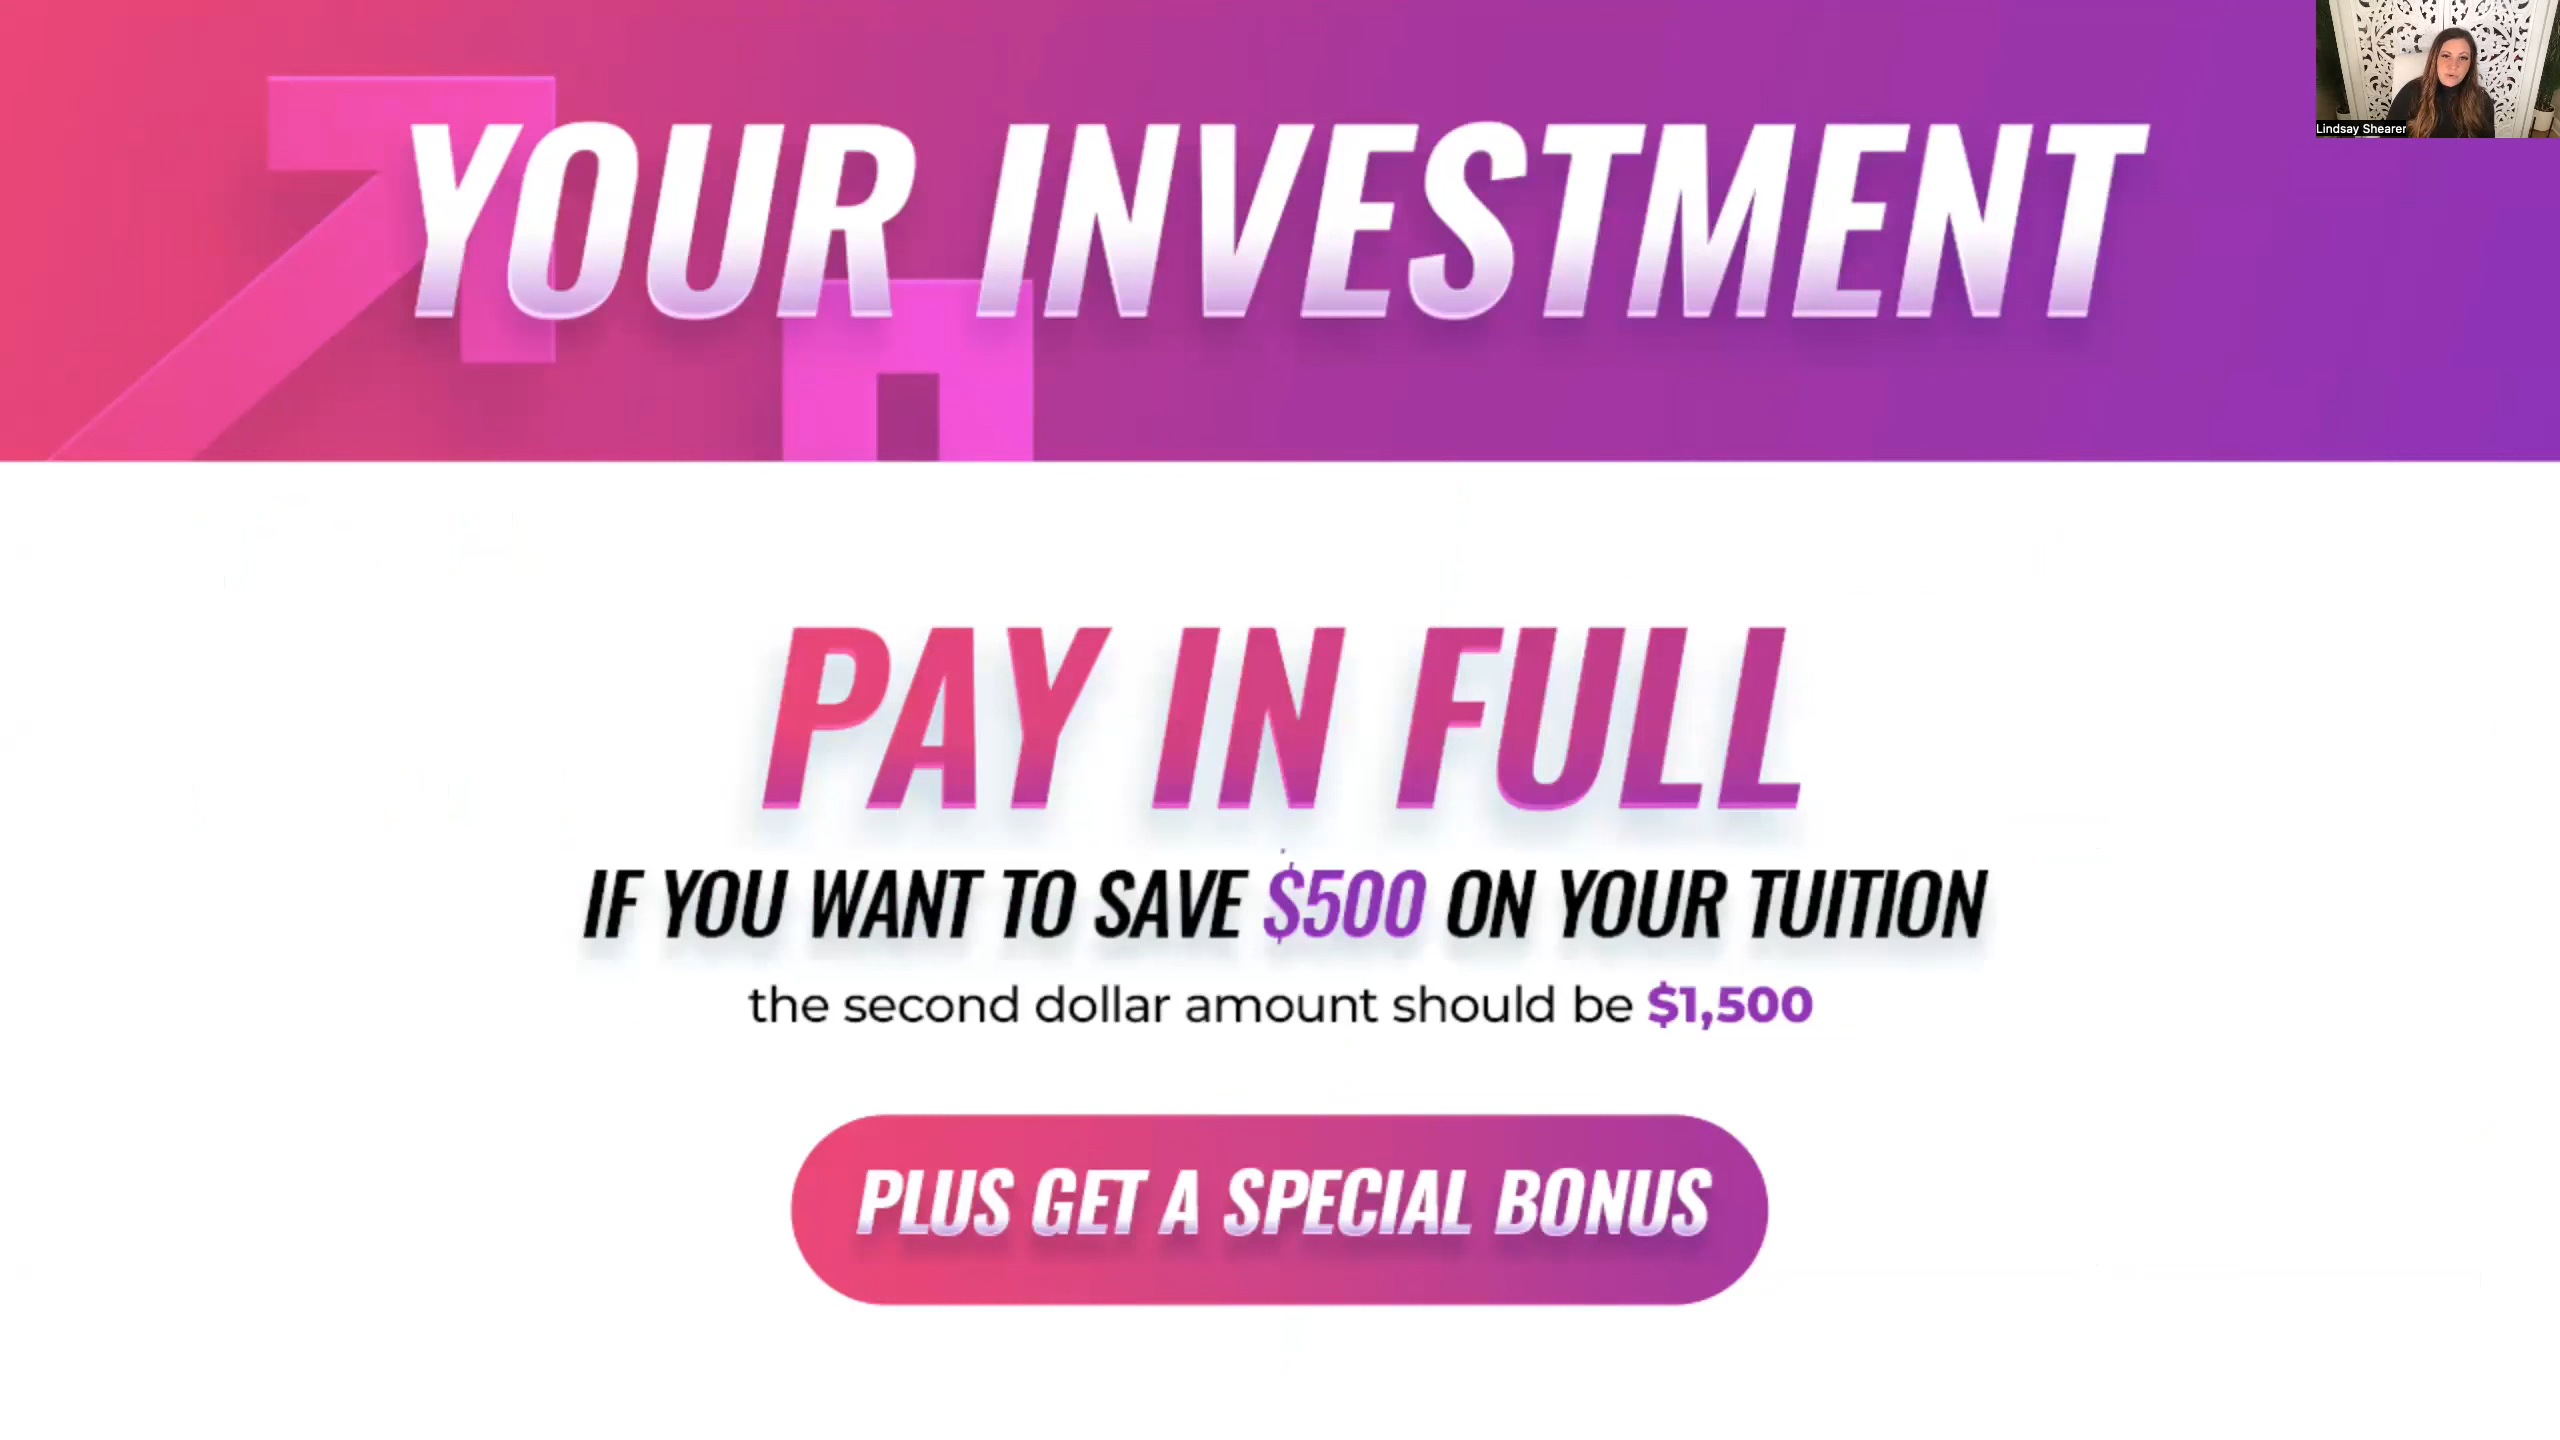 Lindsay Shearer
YOUR INVESTMENT
PAY IN FULL
IF YOU WANT TO SAVE $500 ON YOUR TUITION
the second dollar amount should be $1,500
PLUS GET A SPECIAL BONUS